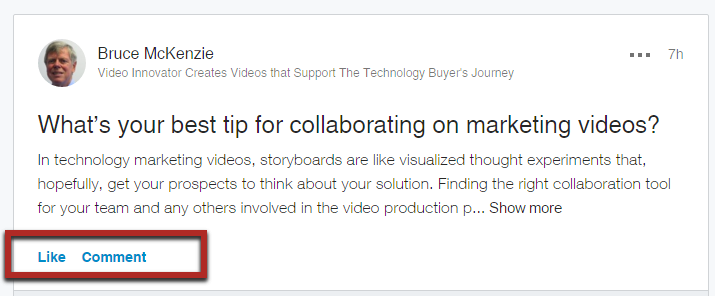 Bruce McKenzie
7h
Video Innovator Creates Videos that Support The Technology Buyer's Journey
What's your best tip for collaborating on marketing videos?
In technology marketing videos, storyboards are like visualized thought experiments that,
hopefully, get your prospects to think about your solution. Finding the right collaboration tool
for your team and any others involved in the video production p... Show more
Like Comment